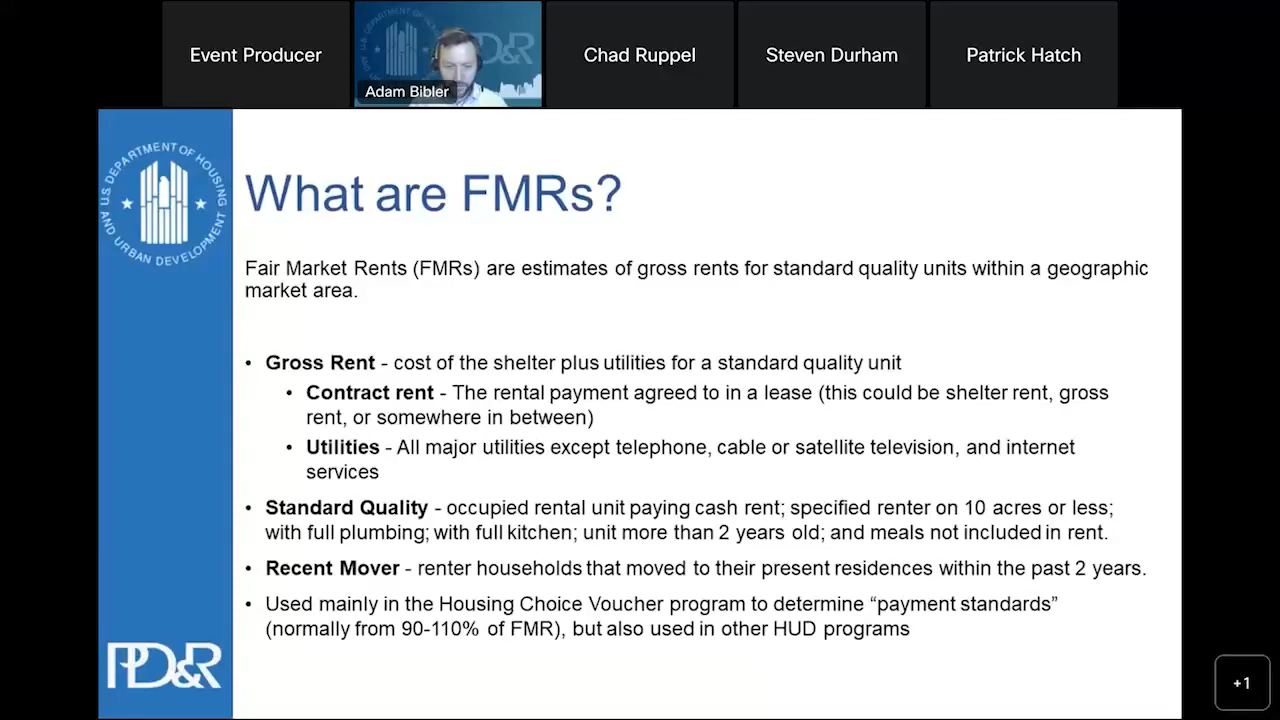 Event Producer
Adam Bibler
Chad Ruppel
Steven Durham
Patrick Hatch
U.S. DEPARTMENT OF HOUSING
AND URBAN DEVELOPMENT
What are FMRs?
Fair Market Rents (FMRs) are estimates of gross rents for standard quality units within a geographic
market area.
• Gross Rent - cost of the shelter plus utilities for a standard quality unit
• Contract rent - The rental payment agreed to in a lease (this could be shelter rent, gross
rent, or somewhere in between)
• Utilities - All major utilities except telephone, cable or satellite television, and internet
services
• Standard Quality - occupied rental unit paying cash rent; specified renter on 10 acres or less;
with full plumbing; with full kitchen; unit more than 2 years old; and meals not included in rent.
• Recent Mover - renter households that moved to their present residences within the past 2 years.
• Used mainly in the Housing Choice Voucher program to determine “payment standards”
(normally from 90-110% of FMR), but also used in other HUD programs
PD&R
+1